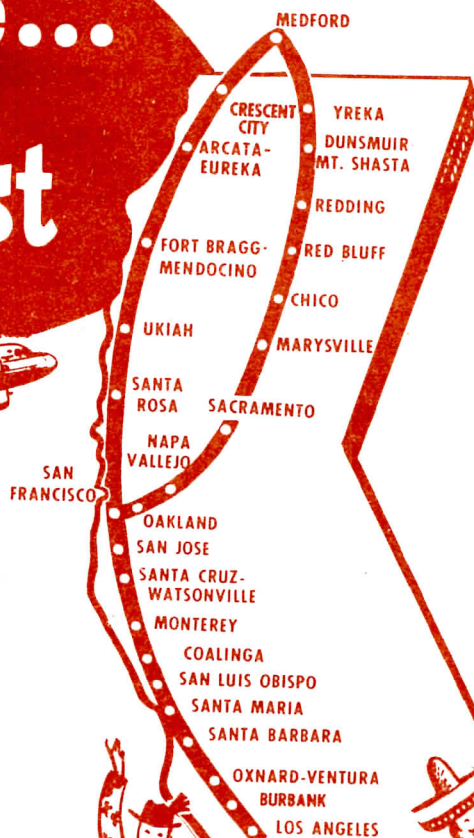 st
MEDFORD
CRESCENT
CITY
YREKA
ARCATA-
EUREKA
DUNSMUIR
MT. SHASTA
REDDING
FORT BRAGG-
MENDOCINO
RED BLUFF
CHICO
UKIAH
MARYSVILLE
SANTA
ROSA
SACRAMENTO
NAPA
VALLEJO
SAN
FRANCISCO
OAKLAND
SAN JOSE
SANTA CRUZ-
WATSONVILLE
MONTEREY
COALINGA
SAN LUIS OBISPO
SANTA MARIA
SANTA BARBARA
OXNARD-VENTURA
BURBANK
LOS ANGELES